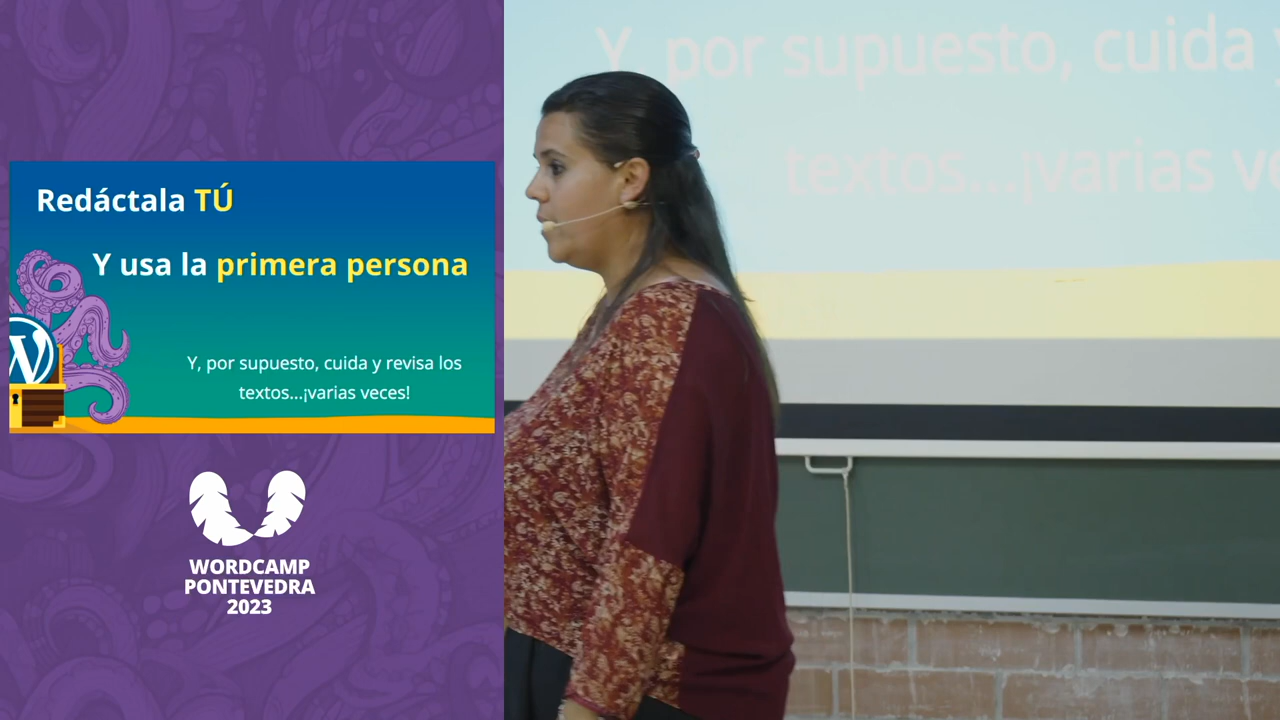 Redáctala TÚ
Y usa la primera persona
Y, por supuesto, cuida y revisa los
textos...¡varias veces!
WORDCAMP
PONTEVEDRA
2023
Y, por supuesto, cuida y
textos...¡varias ve